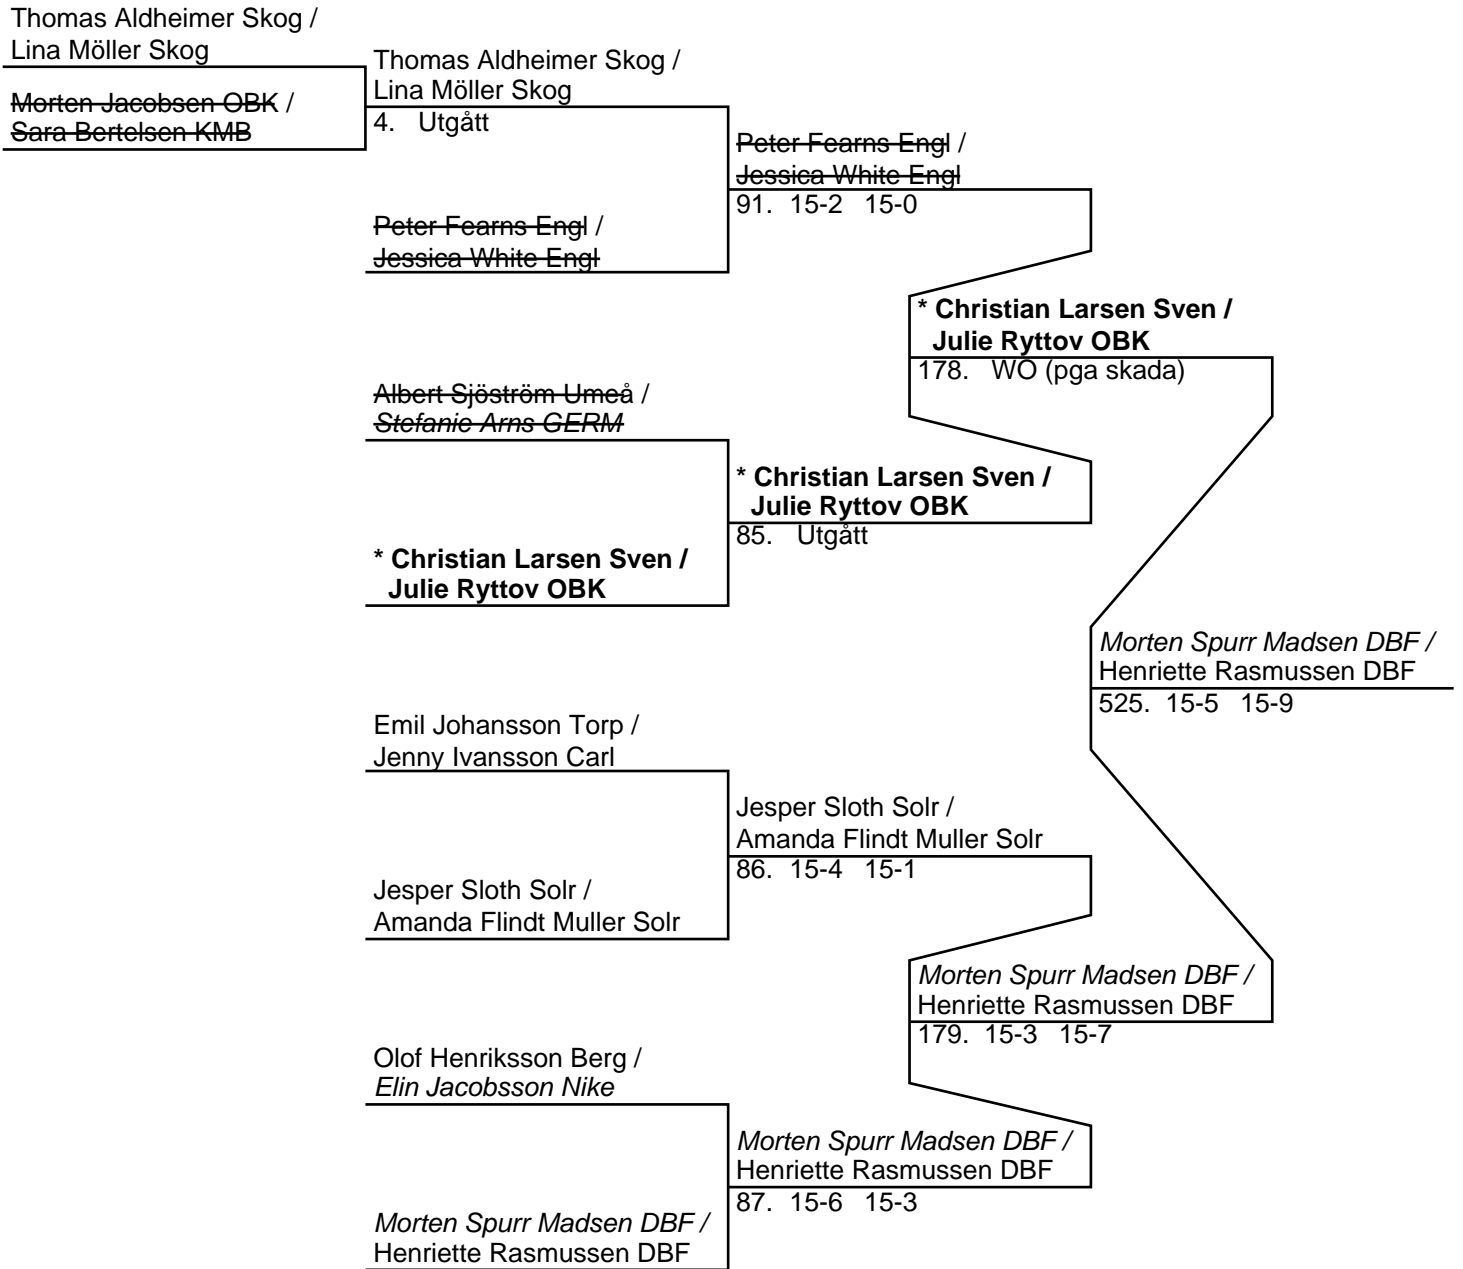 Thomas Aldheimer Skog /
Lina Möller Skog
Morten Jacobsen OBK /
Sara Bertelsen KMB
Thomas Aldheimer Skog /
Lina Möller Skog
4. Utgått
Peter Fearns Engl /
Jessica White Engl
Peter Fearns Engl /
Jessica White Engl
91. 15-2 15-0
Albert Sjöström Umeå /
Stefanie Arns GERM
* Christian Larsen Sven /
Julie Ryttov OBK
* Christian Larsen Sven /
Julie Ryttov OBK
85. Utgått
* Christian Larsen Sven /
Julie Ryttov OBK
178. WO (pga skada)
Emil Johansson Torp /
Jenny Ivansson Carl
Jesper Sloth Solr /
Amanda Flindt Muller Solr
Jesper Sloth Solr /
Amanda Flindt Muller Solr
86. 15-4 15-1
Olof Henriksson Berg /
Elin Jacobsson Nike
Morten Spurr Madsen DBF /
Henriette Rasmussen DBF
Morten Spurr Madsen DBF /
Henriette Rasmussen DBF
87. 15-6 15-3
Morten Spurr Madsen DBF /
Henriette Rasmussen DBF
179. 15-3 15-7
Morten Spurr Madsen DBF /
Henriette Rasmussen DBF
525. 15-5 15-9